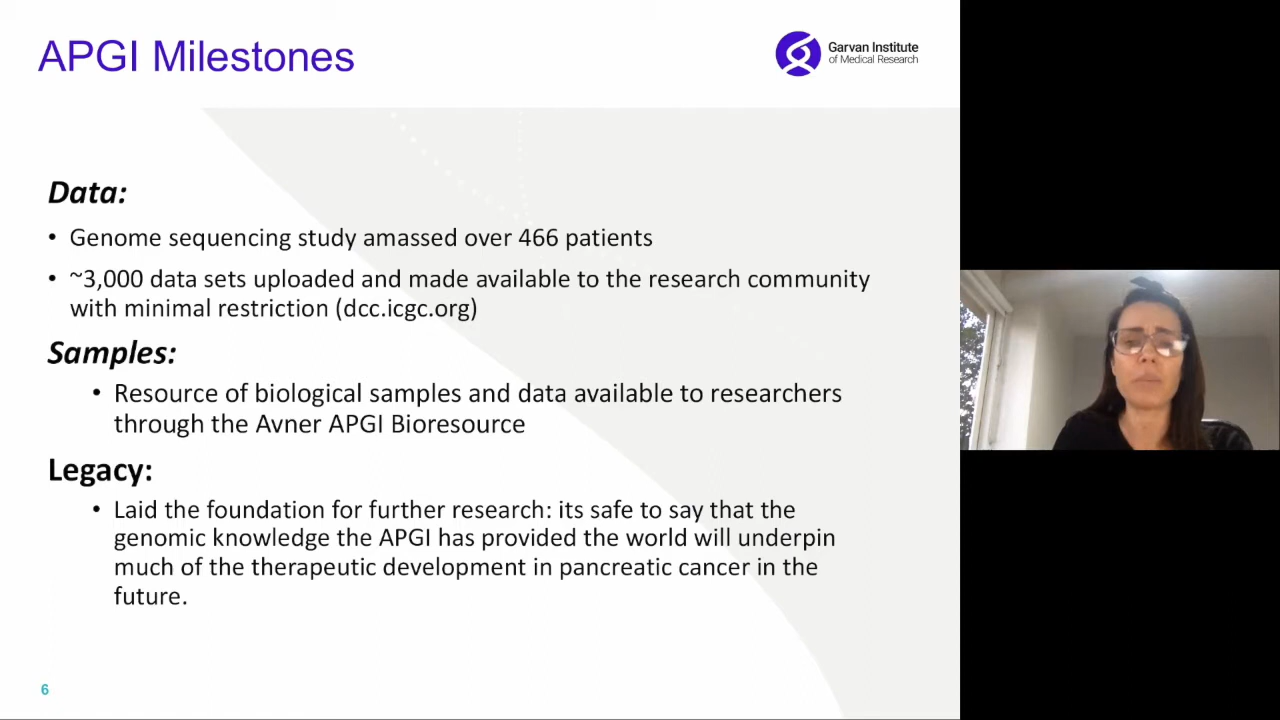 APGI Milestones
Garvan Institute
of Medical Research
Data:
• Genome sequencing study amassed over 466 patients
• ~3,000 data sets uploaded and made available to the research community
with minimal restriction (dcc.icgc.org)
Samples:
• Resource of biological samples and data available to researchers
through the Avner APGI Bioresource
Legacy:
• Laid the foundation for further research: its safe to say that the
genomic knowledge the APGI has provided the world will underpin
much of the therapeutic development in pancreatic cancer in the
future.
6